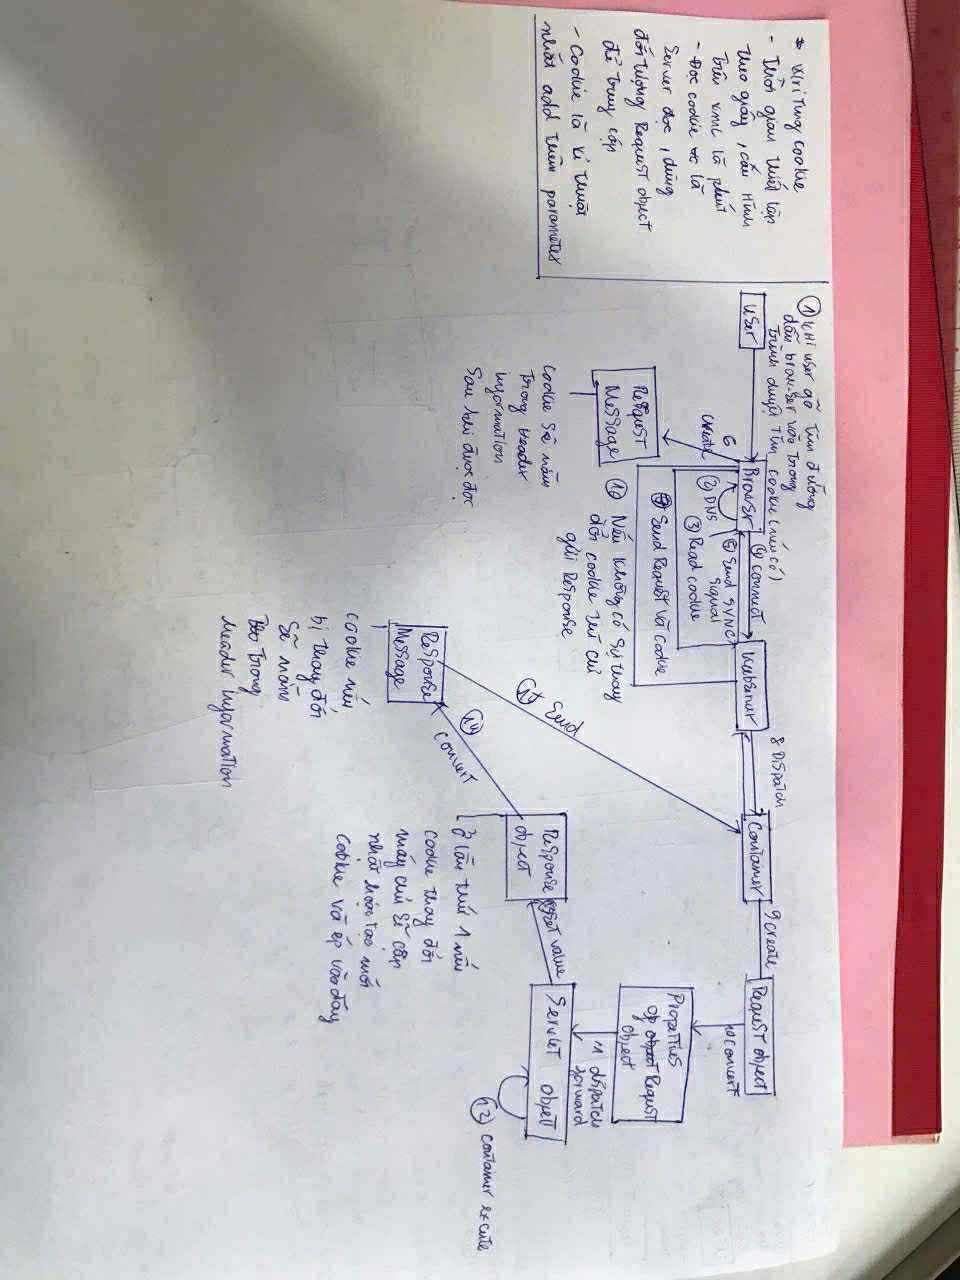 * Writing cookie
- Thời gian thiết lập
theo giây, cấu hình
trên xml là phút
- Đọc cookie là
Server đọc, dùng
đối tượng Request object
để truy cập
- Cookie là kĩ thuật
nhất add thêm parameter
① Khi user gõ tìm đường
dẫn browser vào trong
trình duyệt tìm cookie (nếu có)
User
Browser
④ connect
Webserver
8 Dispatch
Container
9 create
Request object
⑤ Send SYNC
Signal
6
create
② DNS
③ Read cookie
10 convert
⑦ Send Request và cookie
Request
Message
Properties
of object Request
object
⑯ Nếu không có sự thay
đổi cookie thì chỉ
gửi Response
11 dispatch
forward
⑮ Send
Response
object
⑬ Set value
Servlet object
⑫ container execute
Cookie sẽ nằm
trong header
information
sau khi được đọc
⑭
convert
Response
Message
ở lần thứ 1 nếu
cookie thay đổi
máy chủ sẽ cập
nhật hoặc tạo mới
cookie và ép vào đây
cookie nếu
bị thay đổi
sẽ nằm
trong
header information